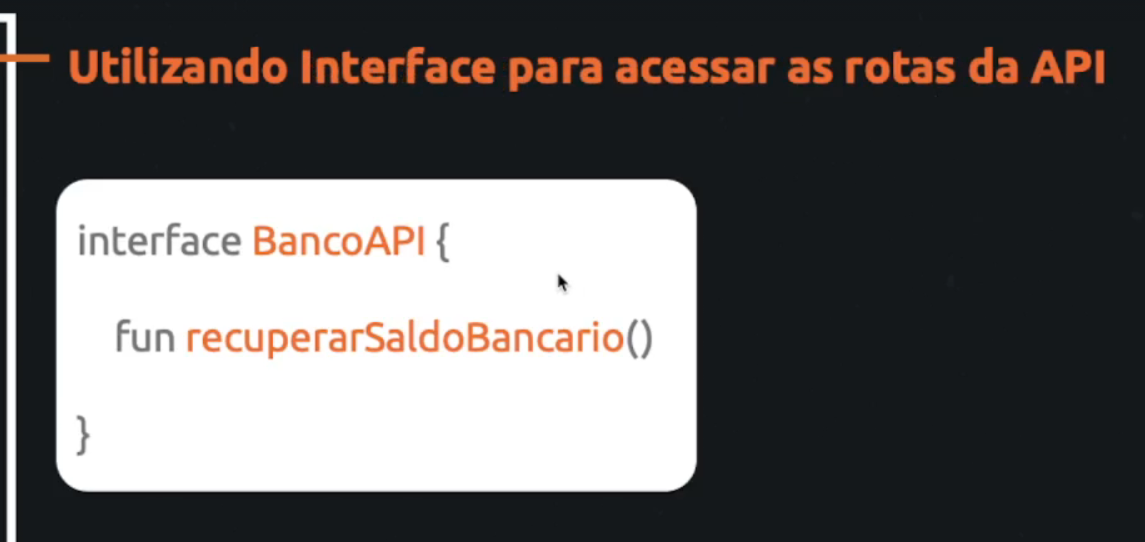 Utilizando Interface para acessar as rotas da API
interface BancoAPI {
fun recuperarSaldoBancario()
}